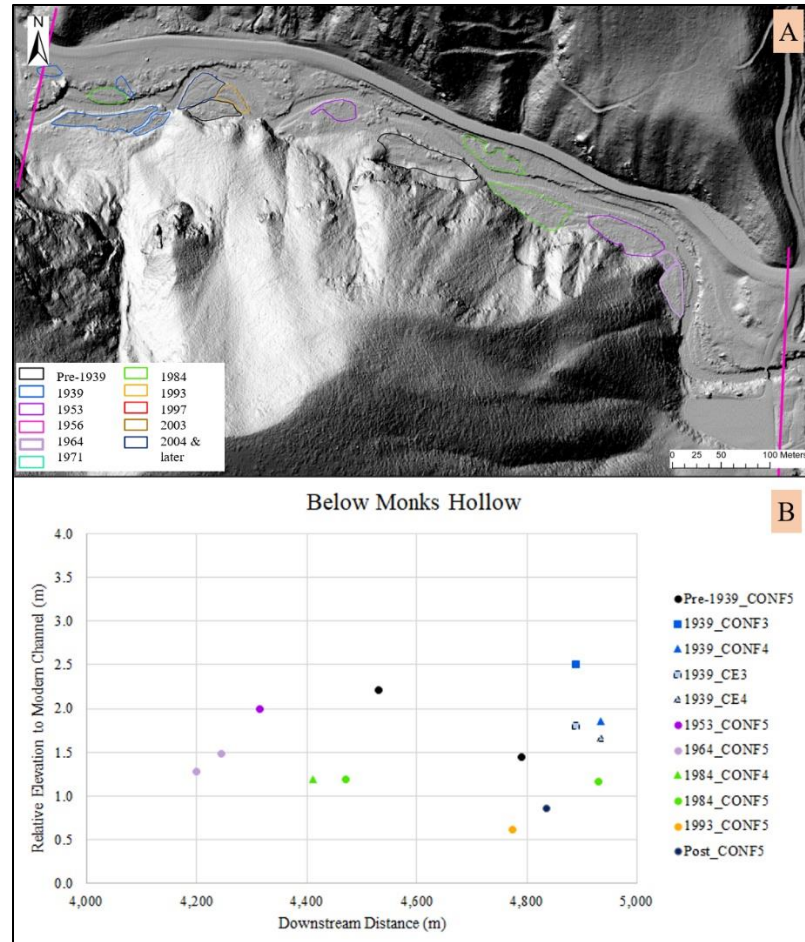 N
A
Pre-1939
1939
1953
1956
1964
1971
1984
1993
1997
2003
2004 &
later
0 25 50 100 Meters
Below Monks Hollow
B
Relative Elevation to Modern Channel (m)
4.0
3.5
3.0
2.5
2.0
1.5
1.0
0.5
0.0
4,000 4,200 4,400 4,600 4,800 5,000
Downstream Distance (m)
Pre-1939_CONF5
1939_CONF3
1939_CONF4
1939_CE3
1939_CE4
1953_CONF5
1964_CONF5
1984_CONF4
1984_CONF5
1993_CONF5
Post_CONF5